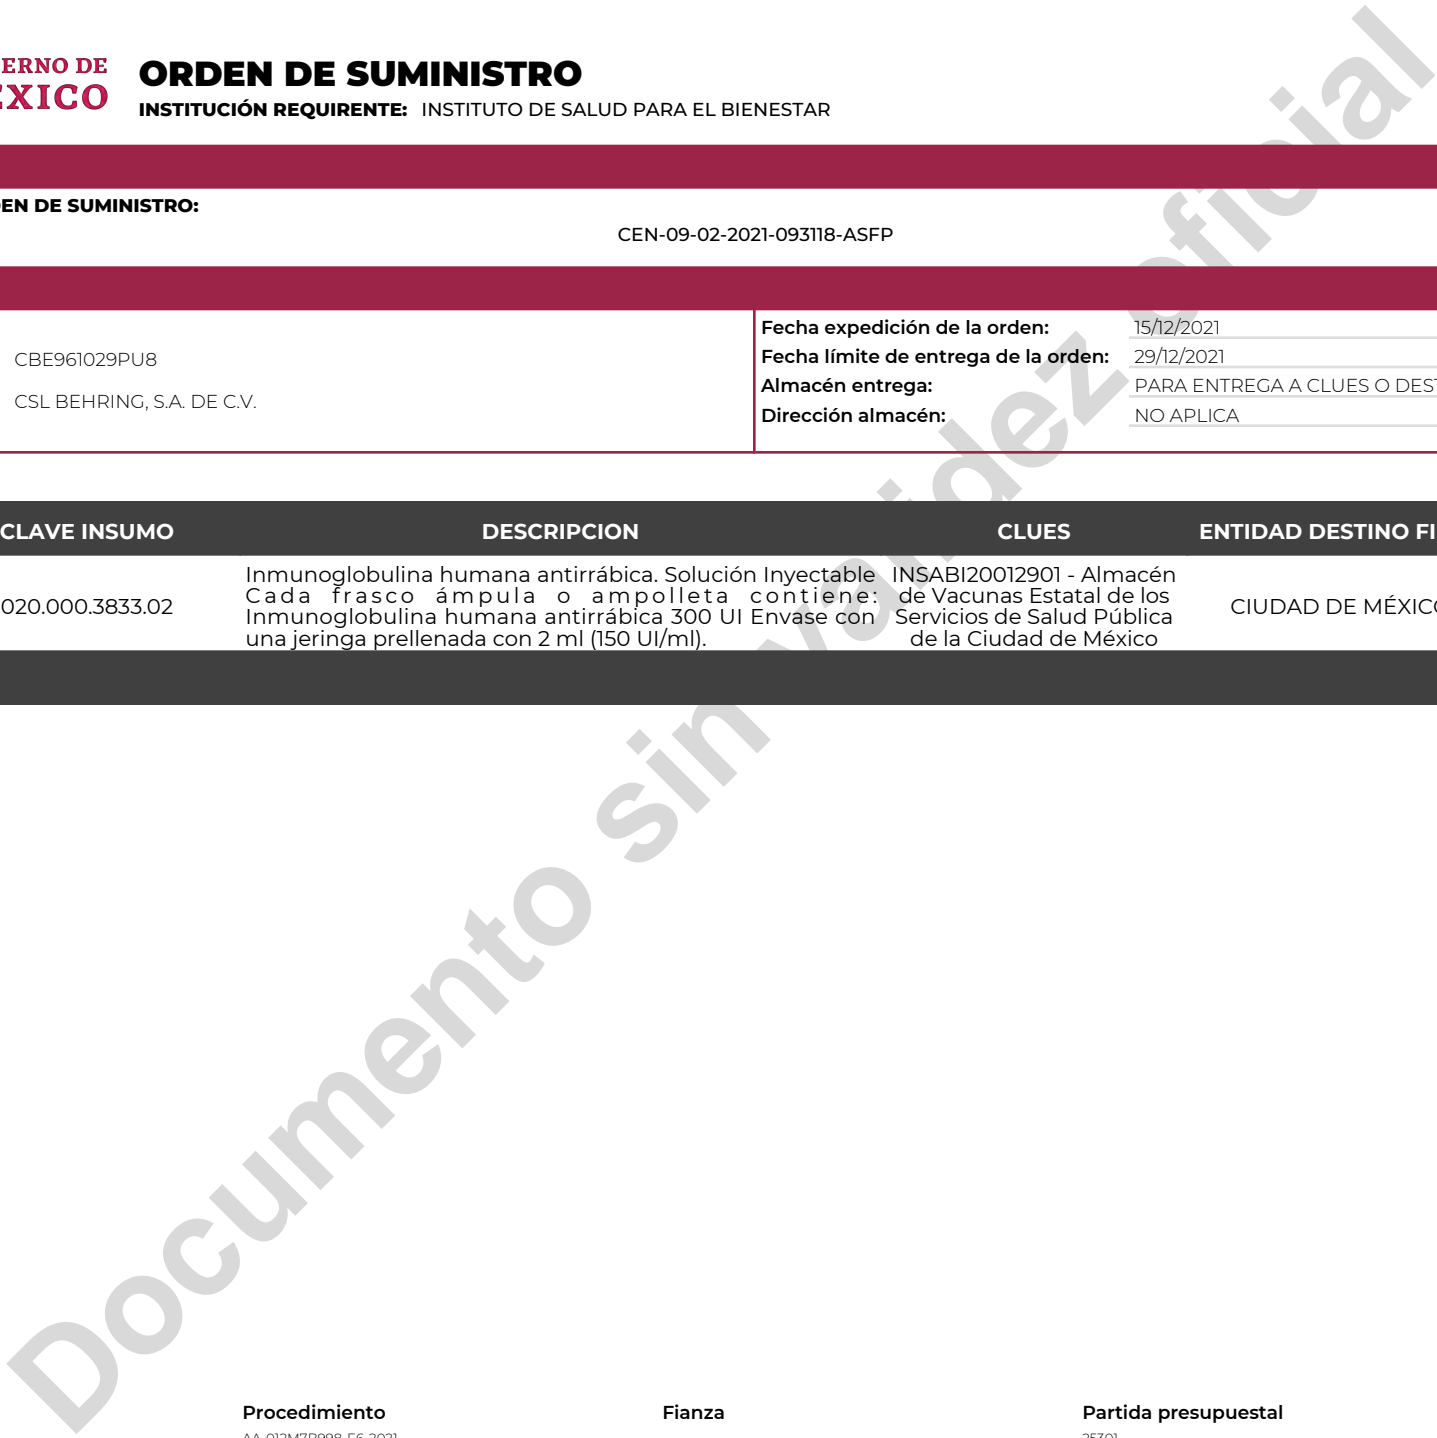 ERNO DE
ORDEN DE SUMINISTRO
INSTITUCIÓN REQUIRENTE: INSTITUTO DE SALUD PARA EL BIENESTAR
EN DE SUMINISTRO:
CEN-09-02-2021-093118-ASFP
CBE961029PU8
CSL BEHRING, S.A. DE C.V.
Fecha expedición de la orden: 15/12/2021
Fecha límite de entrega de la orden: 29/12/2021
Almacén entrega: PARA ENTREGA A CLUES O DEST
Dirección almacén: NO APLICA
CLAVE INSUMO DESCRIPCION CLUES ENTIDAD DESTINO FI
020.000.3833.02
Inmunoglobulina humana antirrábica. Solución Inyectable
Cada frasco ámpula o ampolleta contiene:
Inmunoglobulina humana antirrábica 300 UI Envase con
una jeringa prellenada con 2 ml (150 UI/ml).
INSABI20012901 - Almacén
de Vacunas Estatal de los
Servicios de Salud Pública
de la Ciudad de México
CIUDAD DE MÉXICO
Documento sin validez oficial
Procedimiento Fianza Partida presupuestal